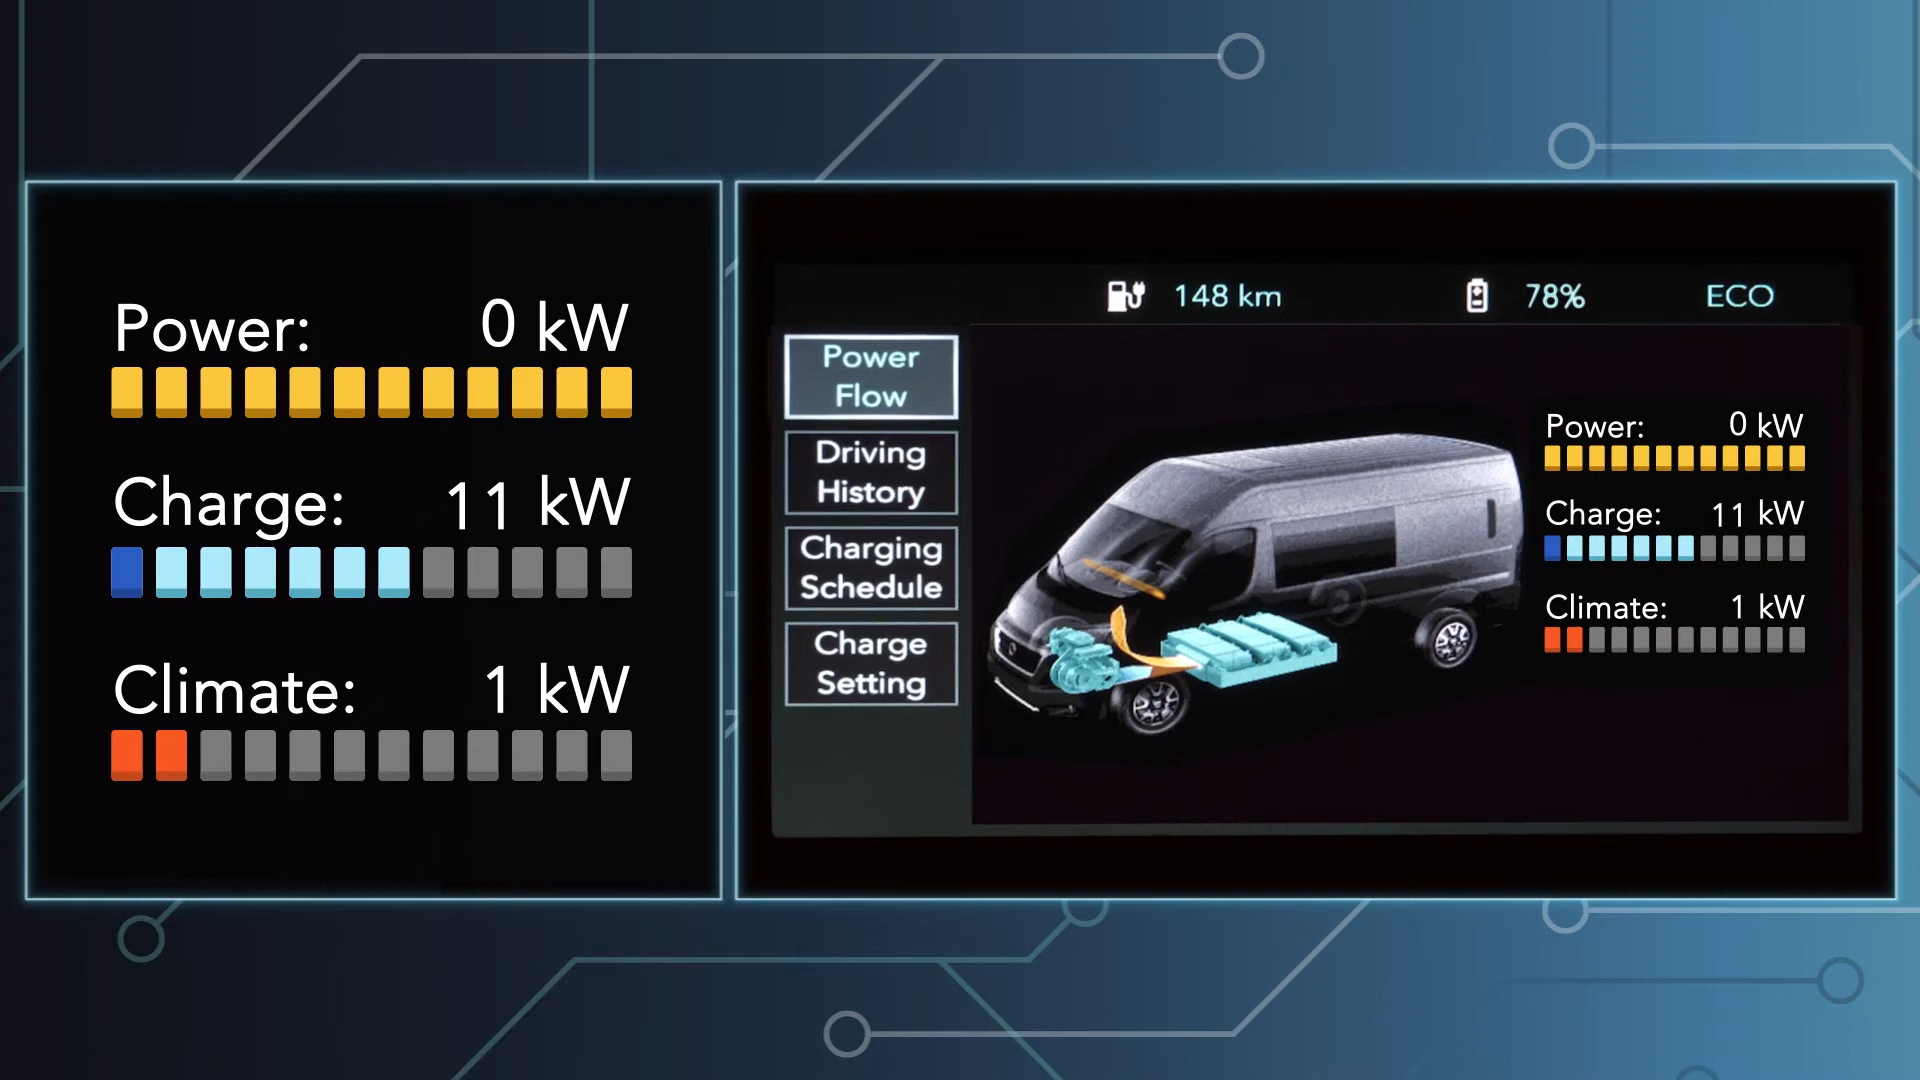 Power: 0 kW
Charge: 11 kW
Climate: 1 kW
148 km 78% ECO
Power
Flow
Driving
History
Charging
Schedule
Charge
Setting
Power: 0 kW
Charge: 11 kW
Climate: 1 kW